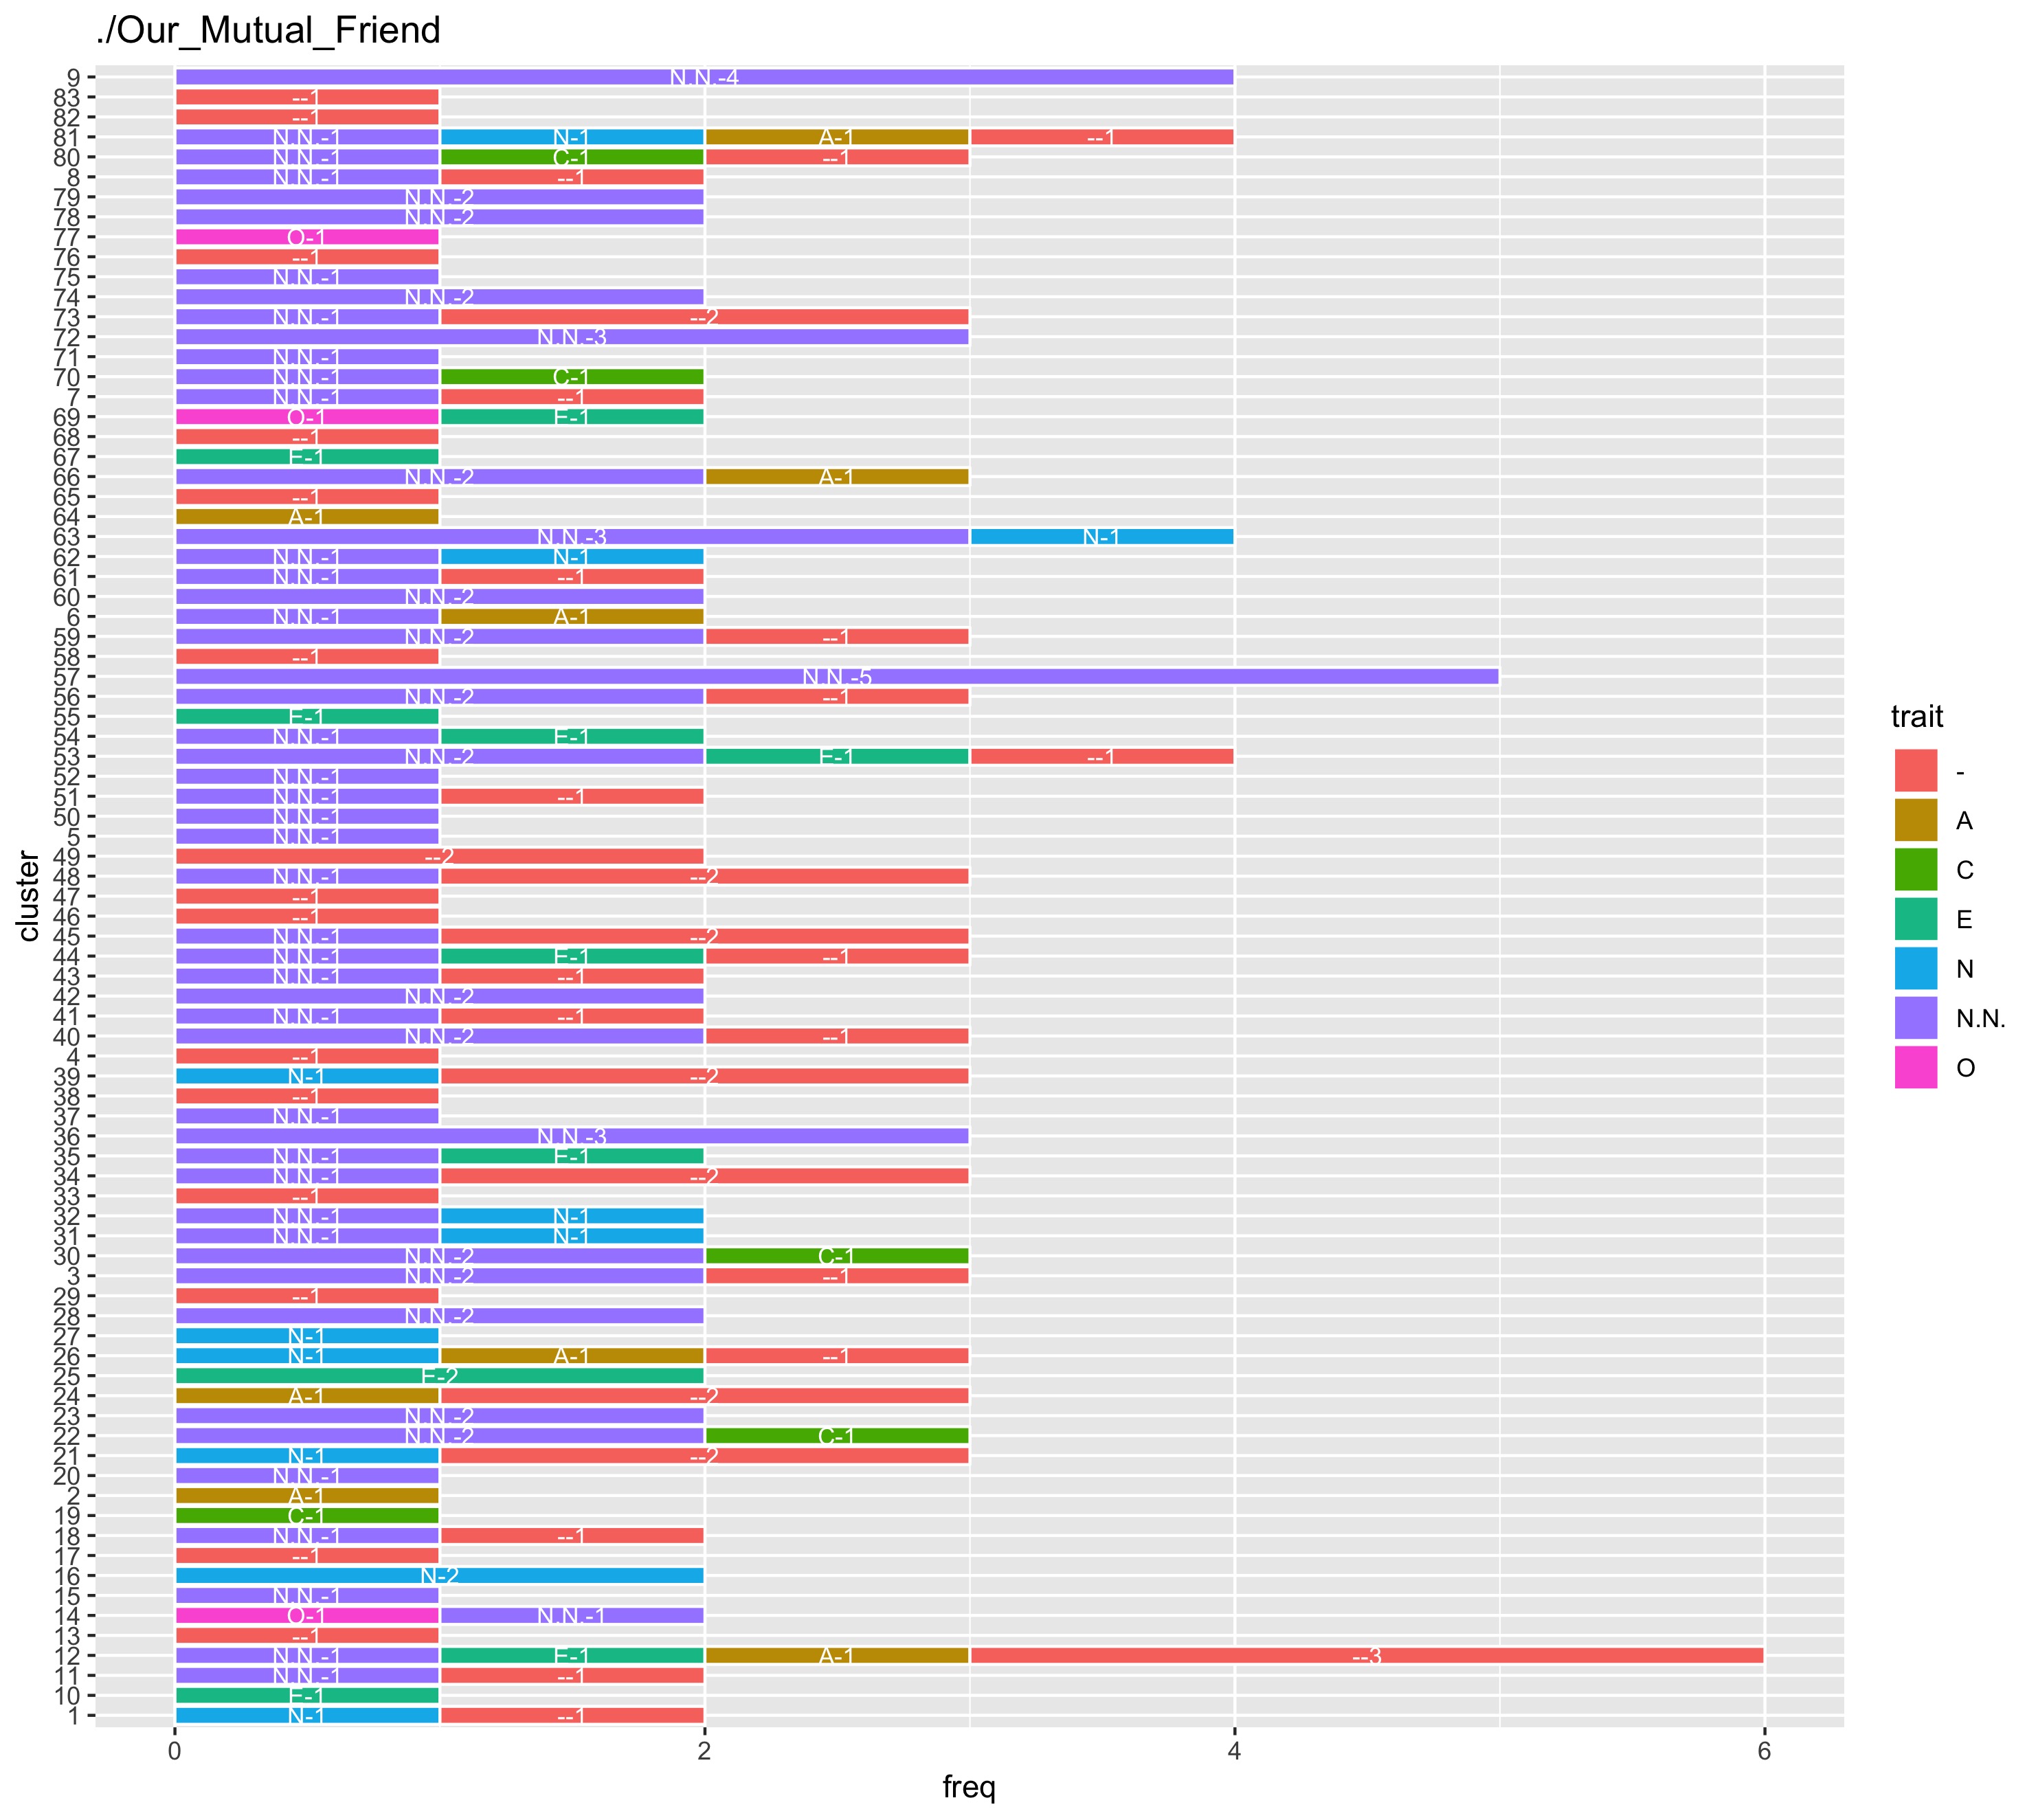 ./Our_Mutual_Friend
9 N.N.-4
83 --1
82 --1
81 N.N.-1 N-1 A-1 --1
80 N.N.-1 C-1 --1
8 N.N.-1 --1
79 N.N.-2
78 N.N.-2
77 O-1
76 --1
75 N.N.-1
74 N.N.-2
73 N.N.-1 --2
72 N.N.-3
71 N.N.-1
70 N.N.-1 C-1
7 N.N.-1 --1
69 O-1 E-1
68 --1
67 E-1
66 N.N.-2 A-1
65 --1
64 A-1
63 N.N.-3 N-1
62 N.N.-1 N-1
61 N.N.-1 --1
60 N.N.-2
6 N.N.-1 A-1
59 N.N.-2 --1
58 --1
57 N.N.-5
56 N.N.-2 --1
55 E-1
54 N.N.-1 E-1
53 N.N.-2 E-1 --1
52 N.N.-1
51 N.N.-1 --1
50 N.N.-1
5 N.N.-1
49 --2
48 N.N.-1 --2
47 --1
46 --1
45 N.N.-1 --2
44 N.N.-1 E-1 --1
43 N.N.-1 --1
42 N.N.-2
41 N.N.-1 --1
40 N.N.-2 --1
4 --1
39 N-1 --2
38 --1
37 N.N.-1
36 N.N.-3
35 N.N.-1 E-1
34 N.N.-1 --2
33 --1
32 N.N.-1 N-1
31 N.N.-1 N-1
30 N.N.-2 C-1
3 N.N.-2 --1
29 --1
28 N.N.-2
27 N-1
26 N-1 A-1 --1
25 E-2
24 A-1 --2
23 N.N.-2
22 N.N.-2 C-1
21 N-1 --2
20 N.N.-1
2 A-1
19 C-1
18 N.N.-1 --1
17 --1
16 N-2
15 N.N.-1
14 O-1 N.N.-1
13 --1
12 N.N.-1 E-1 A-1 --3
11 N.N.-1 --1
10 E-1
1 N-1 --1
0 2 4 6
freq
cluster
trait
-
A
C
E
N
N.N.
O